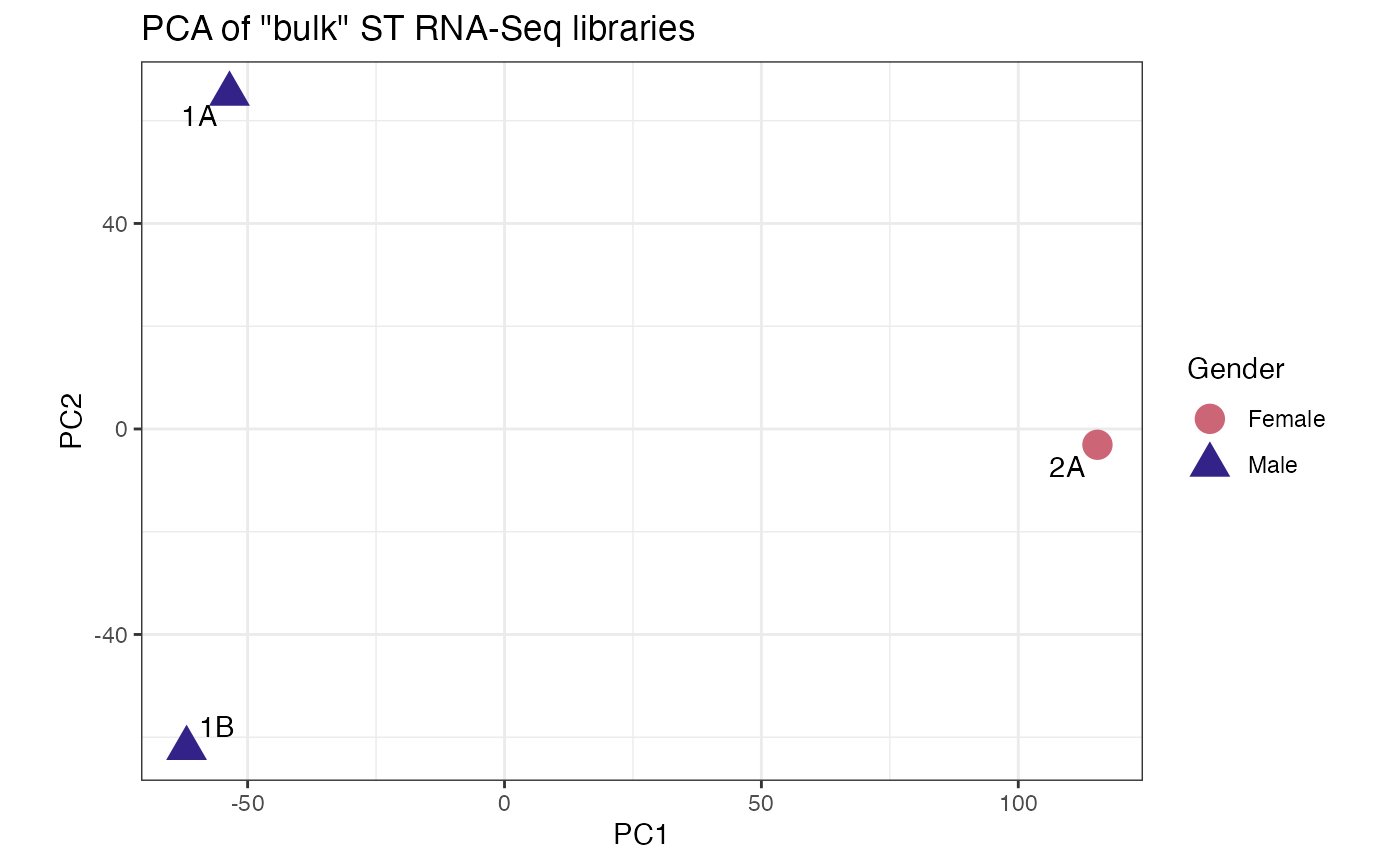 PCA of "bulk" ST RNA-Seq libraries
1A
40
PC2
0
2A
-40
1B
-50
0
50
100
PC1
Gender
Female
Male